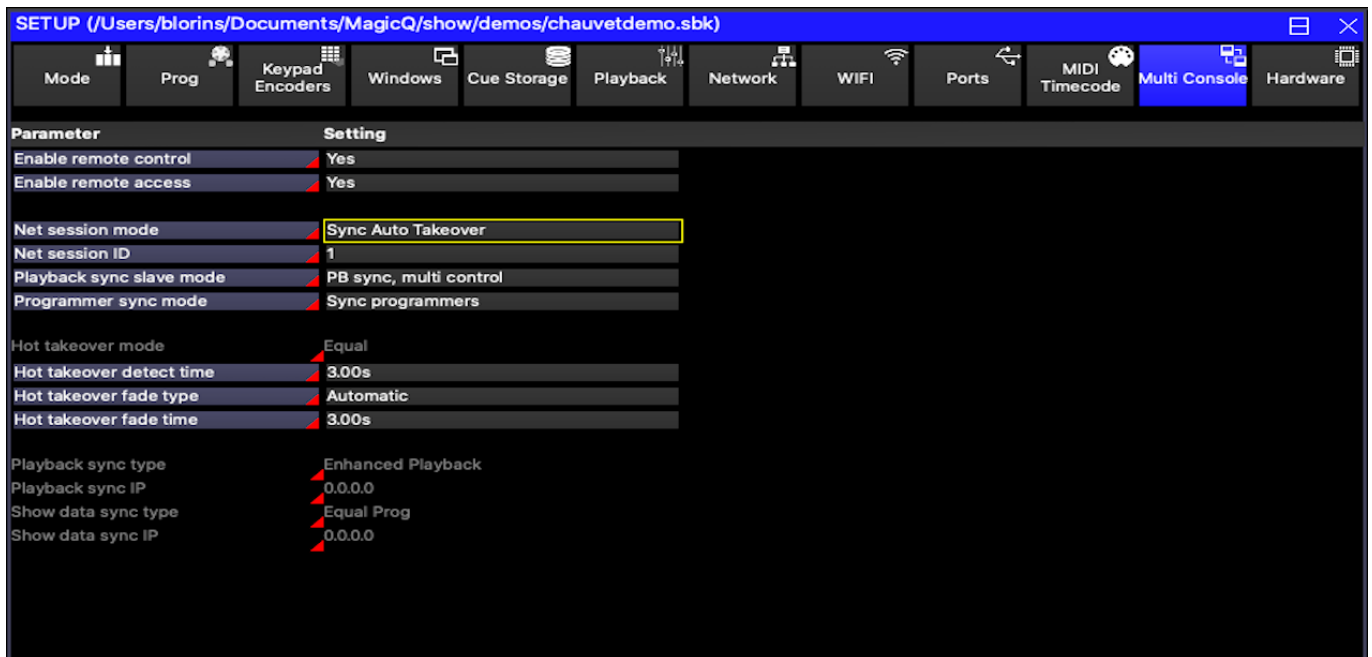 SETUP (/Users/blorins/Documents/MagicQ/show/demos/chauvetdemo.sbk)
Mode Prog Keypad Encoders Windows Cue Storage Playback Network WIFI Ports MIDI Timecode Multi Console Hardware
Parameter Setting
Enable remote control Yes
Enable remote access Yes
Net session mode Sync Auto Takeover
Net session ID 1
Playback sync slave mode PB sync, multi control
Programmer sync mode Sync programmers
Hot takeover mode Equal
Hot takeover detect time 3.00s
Hot takeover fade type Automatic
Hot takeover fade time 3.00s
Playback sync type Enhanced Playback
Playback sync IP 0.0.0.0
Show data sync type Equal Prog
Show data sync IP 0.0.0.0